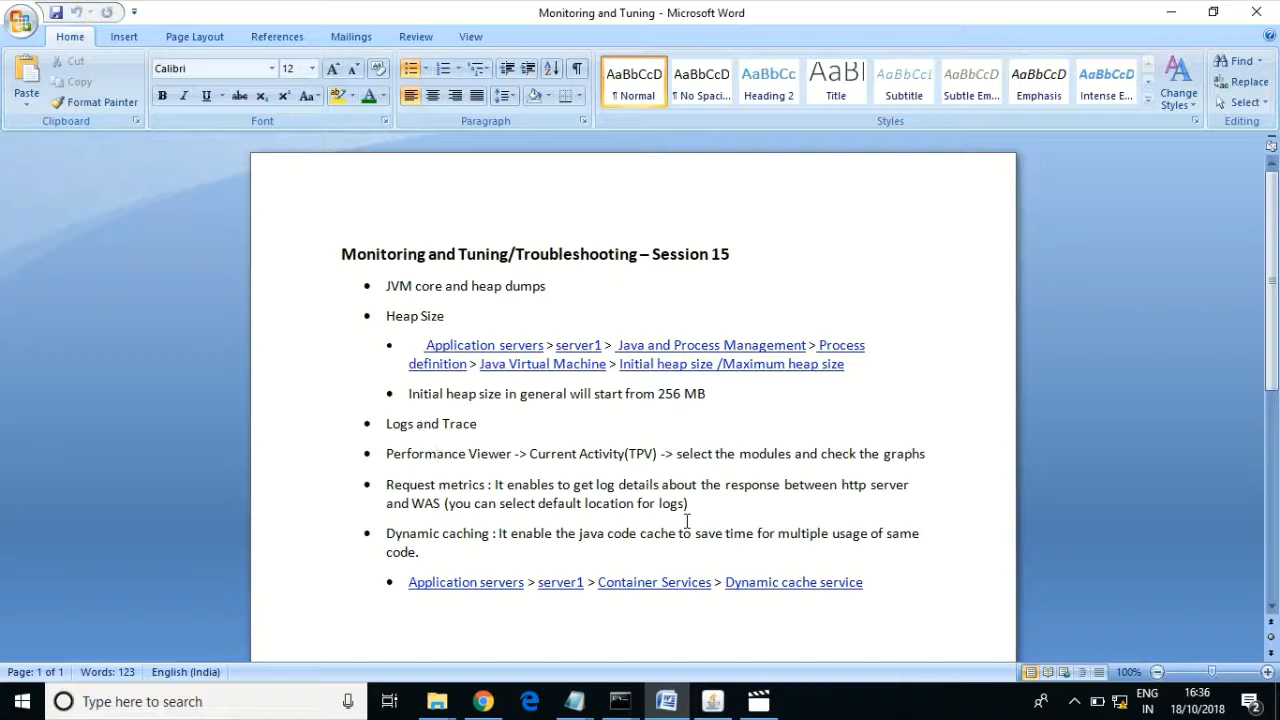 Monitoring and Tuning - Microsoft Word
Home Insert Page Layout References Mailings Review View
Paste
Cut
Copy
Format Painter
Clipboard
Calibri 12
B I U abc x₂ x² Aa
Font
Paragraph
AaBbCcD AaBbCcD AaBbCc AaBb( AaBbCcI AaBbCcD AaBbCcD AaBbCcD
¶ Normal ¶ No Spaci... Heading 2 Title Subtitle Subtle Em... Emphasis Intense E...
Styles
Change Styles
Find
Replace
Select
Editing
Monitoring and Tuning/Troubleshooting – Session 15
• JVM core and heap dumps
• Heap Size
• Application servers > server1 > Java and Process Management > Process
definition > Java Virtual Machine > Initial heap size /Maximum heap size
• Initial heap size in general will start from 256 MB
• Logs and Trace
• Performance Viewer -> Current Activity(TPV) -> select the modules and check the graphs
• Request metrics : It enables to get log details about the response between http server
and WAS (you can select default location for logs)
• Dynamic caching : It enable the java code cache to save time for multiple usage of same
code.
• Application servers > server1 > Container Services > Dynamic cache service
Page: 1 of 1 Words: 123 English (India) 100%
Type here to search
ENG
IN
16:36
18/10/2018
2